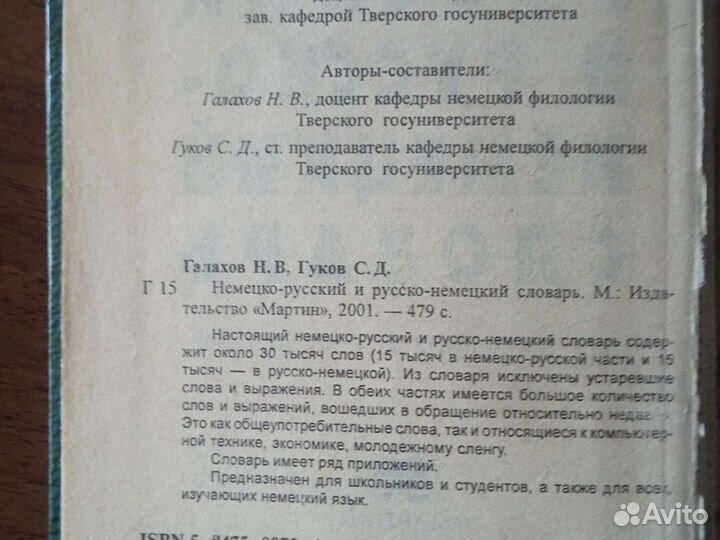 зав. кафедрой Тверского госуниверситета
Авторы-составители:
Галахов Н. В., доцент кафедры немецкой филологии
Тверского госуниверситета
Гуков С. Д., ст. преподаватель кафедры немецкой филологии
Тверского госуниверситета
Галахов Н. В, Гуков С. Д.
Г 15 Немецко-русский и русско-немецкий словарь. М.: Изда-
тельство «Мартин», 2001. — 479 с.
Настоящий немецко-русский и русско-немецкий словарь содер-
жит около 30 тысяч слов (15 тысяч в немецко-русской части и 15
тысяч — в русско-немецкой). Из словаря исключены устаревшие
слова и выражения. В обеих частях имеется большое количество
слов и выражений, вошедших в обращение относительно
Это как общеупотребительные слова, так и относящиеся к компьютер-
ной технике, экономике, молодежному сленгу.
Словарь имеет ряд приложений.
Предназначен для школьников и студентов, а также для всех,
изучающих немецкий язык.
ISBN
Avito